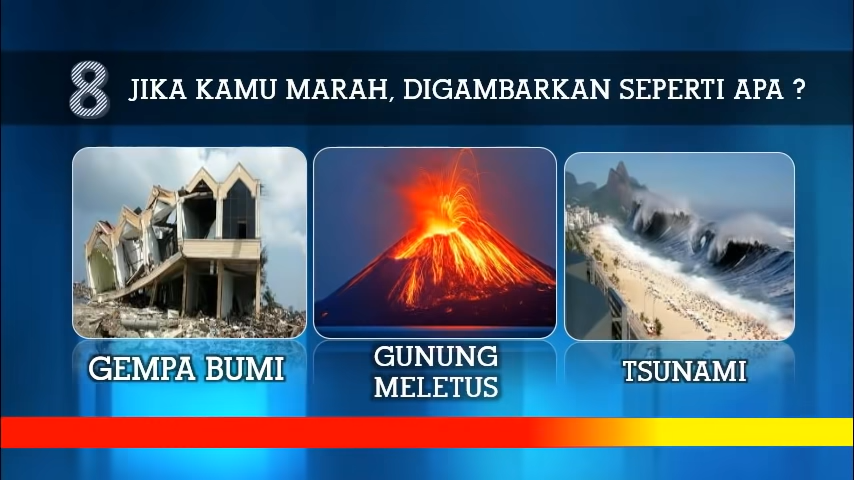 8 JIKA KAMU MARAH, DIGAMBARKAN SEPERTI APA ?
GEMPA BUMI
GUNUNG
MELETUS
TSUNAMI